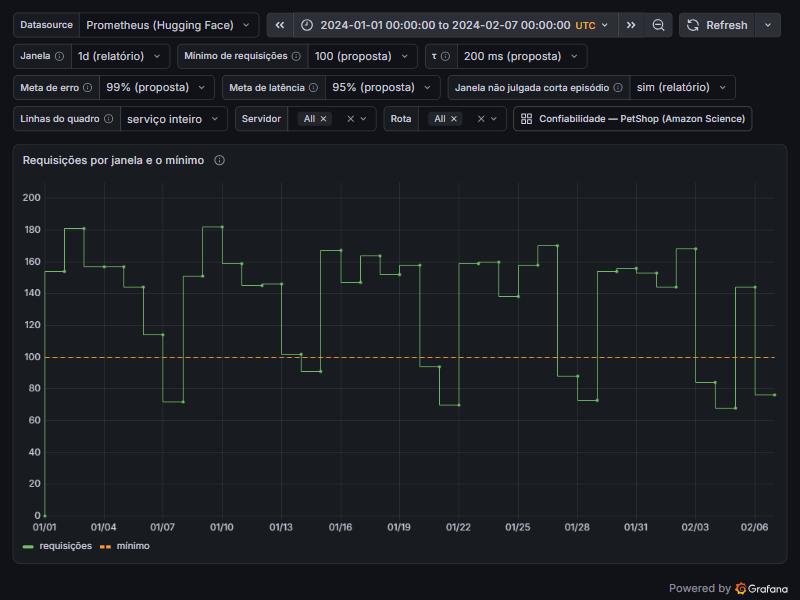 Datasource Prometheus (Hugging Face) 2024-01-01 00:00:00 to 2024-02-07 00:00:00 UTC Refresh
Janela 1d (relatório) Mínimo de requisições 100 (proposta) τ 200 ms (proposta)
Meta de erro 99% (proposta) Meta de latência 95% (proposta) Janela não julgada corta episódio sim (relatório)
Linhas do quadro serviço inteiro Servidor All Rota All Confiabilidade — PetShop (Amazon Science)
Requisições por janela e o mínimo
200
180
160
140
120
100
80
60
40
20
0
01/01 01/04 01/07 01/10 01/13 01/16 01/19 01/22 01/25 01/28 01/31 02/03 02/06
requisições mínimo
Powered by Grafana